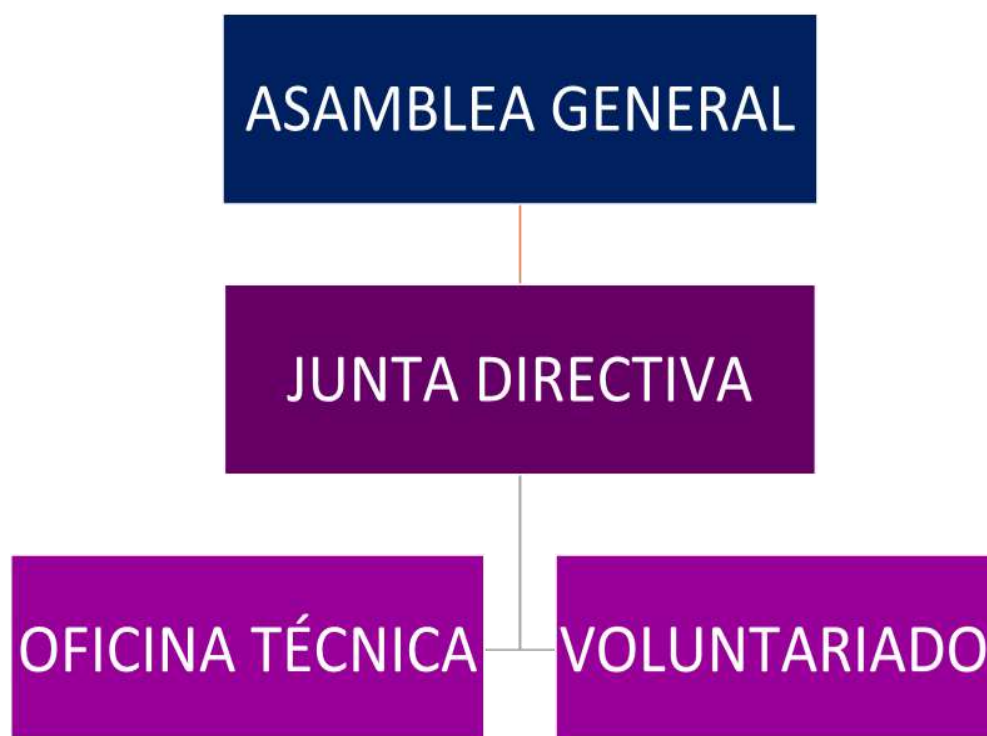 ASAMBLEA GENERAL
JUNTA DIRECTIVA
OFICINA TÉCNICA
VOLUNTARIADO